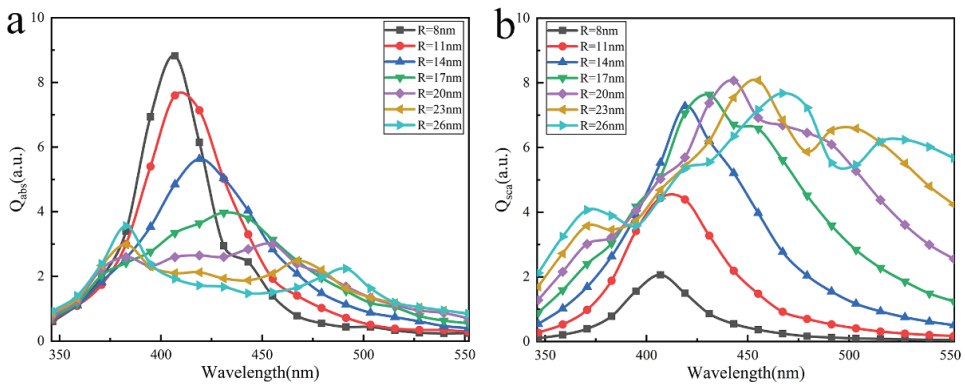 a
10
8
6
4
2
0
Q_abs(a.u.)
350
400
450
500
550
Wavelength(nm)
R=8nm
R=11nm
R=14nm
R=17nm
R=20nm
R=23nm
R=26nm
b
10
8
6
4
2
0
Q_sca(a.u.)
350
400
450
500
550
Wavelength(nm)
R=8nm
R=11nm
R=14nm
R=17nm
R=20nm
R=23nm
R=26nm